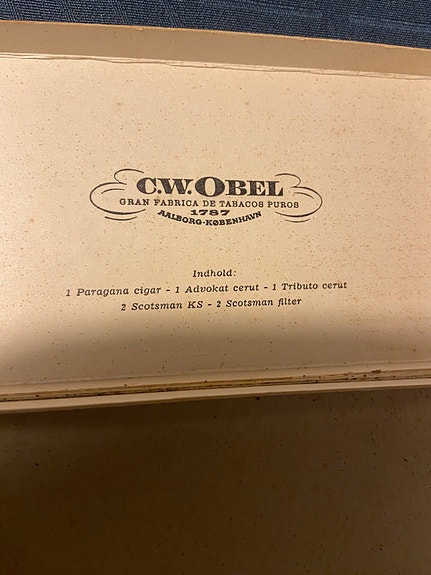 C.W.OBEL
GRAN FABRICA DE TABACOS PUROS
1787
AALBORG·KØBENHAVN
Indhold:
1 Paragana cigar - 1 Advokat cerut - 1 Tributo cerut
2 Scotsman KS - 2 Scotsman filter